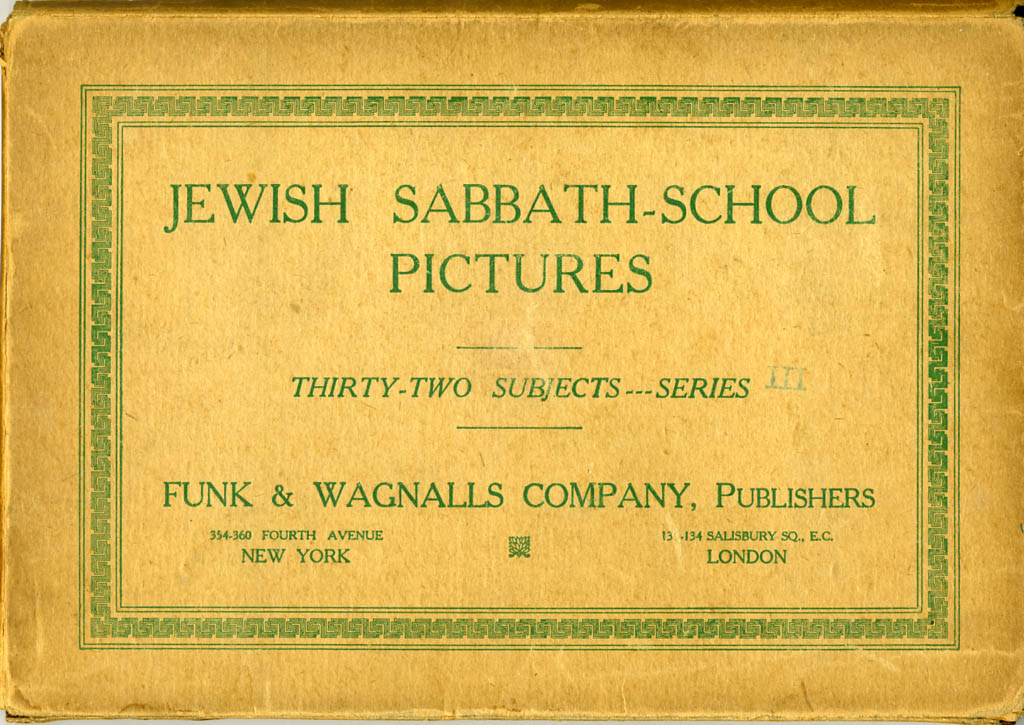 JEWISH SABBATH-SCHOOL
PICTURES
THIRTY-TWO SUBJECTS---SERIES III
FUNK & WAGNALLS COMPANY, PUBLISHERS
354-360 FOURTH AVENUE
NEW YORK
-134 SALISBURY SQ., E.C.
LONDON